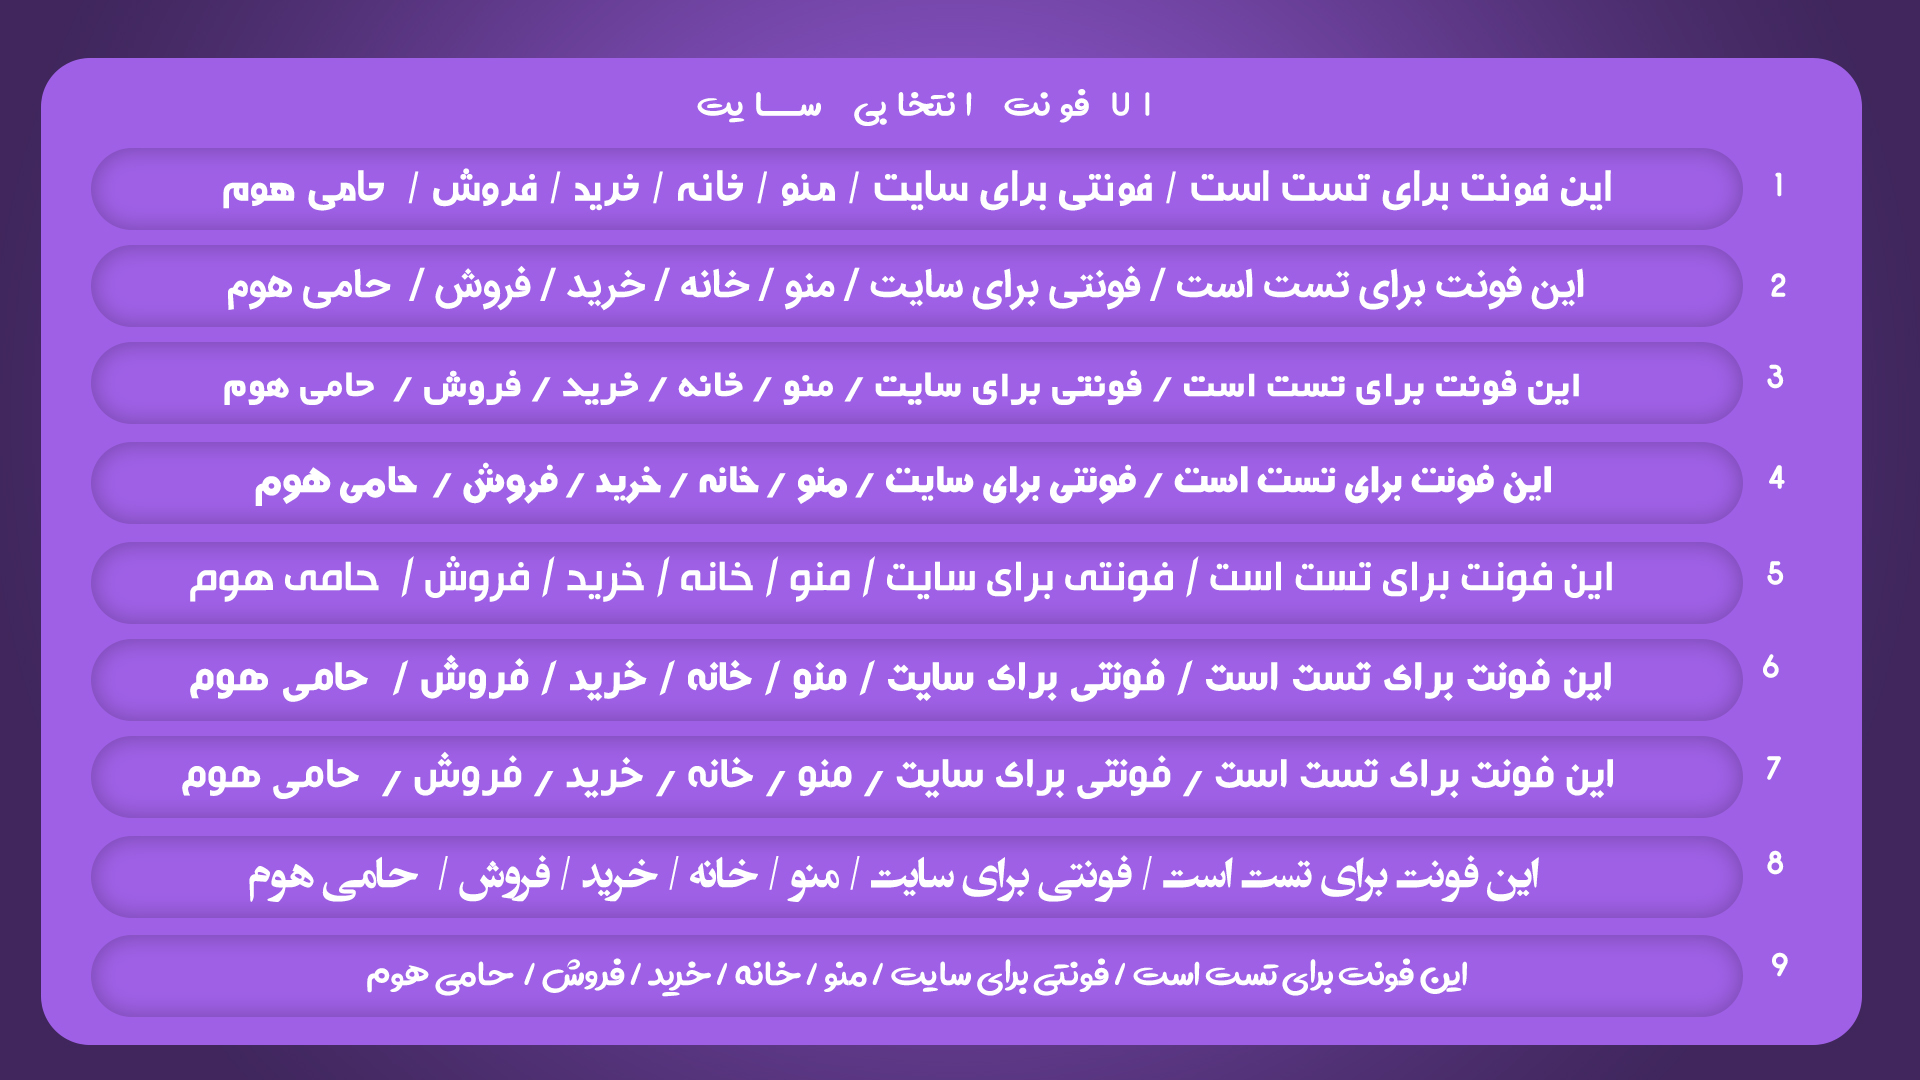 UI فونت انتخابی سایت
این فونت برای تست است / فونتی برای سایت / منو / خانه / خرید / فروش / حامی هوم 1
این فونت برای تست است / فونتی برای سایت / منو / خانه / خرید / فروش / حامی هوم 2
این فونت برای تست است / فونتی برای سایت / منو / خانه / خرید / فروش / حامی هوم 3
این فونت برای تست است / فونتی برای سایت / منو / خانه / خرید / فروش / حامی هوم 4
این فونت برای تست است / فونتی برای سایت / منو / خانه / خرید / فروش / حامی هوم 5
این فونت برای تست است / فونتی برای سایت / منو / خانه / خرید / فروش / حامی هوم 6
این فونت برای تست است / فونتی برای سایت / منو / خانه / خرید / فروش / حامی هوم 7
این فونت برای تست است / فونتی برای سایت / منو / خانه / خرید / فروش / حامی هوم 8
این فونت برای تست است / فونتی برای سایت / منو / خانه / خرید / فروش / حامی هوم 9